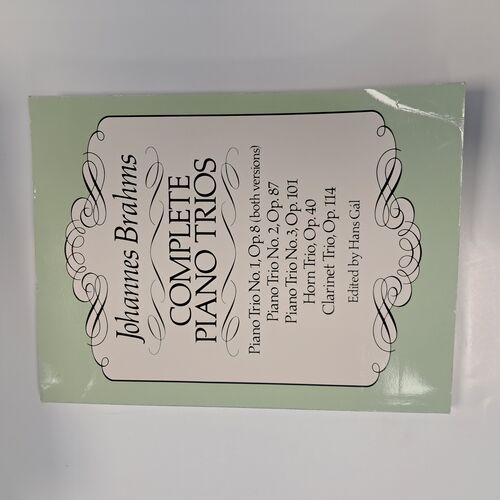 Johannes Brahms
COMPLETE
PIANO TRIOS
Piano Trio No. 1, Op. 8 (both versions)
Piano Trio No. 2, Op. 87
Piano Trio No. 3, Op. 101
Horn Trio, Op. 40
Clarinet Trio, Op. 114
Edited by Hans Gál